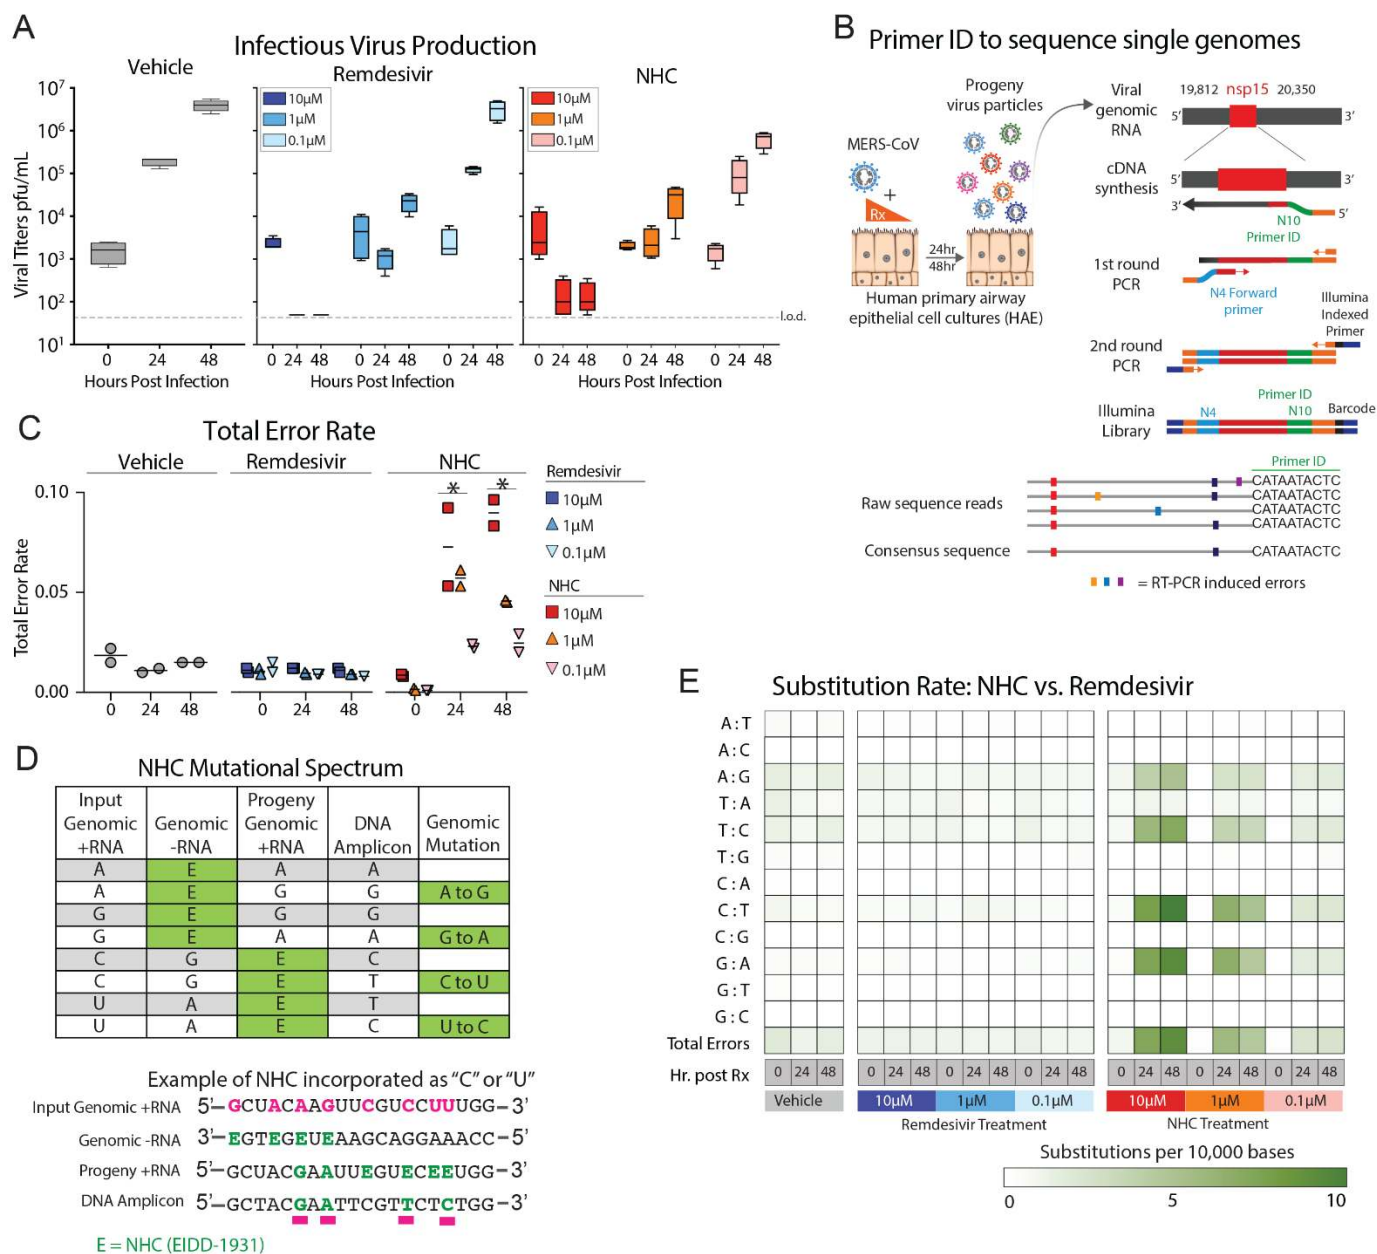 A
Infectious Virus Production
Vehicle
Remdesivir
NHC
10µM
1µM
0.1µM
10µM
1µM
0.1µM
Viral Titers pfu/mL
10⁷
10⁶
10⁵
10⁴
10³
10²
10¹
l.o.d.
0 24 48
0 24 48 0 24 48 0 24 48
0 24 48 0 24 48 0 24 48
Hours Post Infection
Hours Post Infection
Hours Post Infection
B
Primer ID to sequence single genomes
MERS-CoV
+
Rx
Progeny
virus particles
24hr
48hr
Human primary airway
epithelial cell cultures (HAE)
19,812 nsp15 20,350
Viral
genomic
RNA
5' 3'
cDNA
synthesis
5' 3'
3' 5'
N10
Primer ID
1st round
PCR
N4 Forward
primer
Illumina
Indexed
Primer
2nd round
PCR
Primer ID
N4 N10 Barcode
Illumina
Library
Primer ID
Raw sequence reads
CATAATACTC
CATAATACTC
CATAATACTC
CATAATACTC
Consensus sequence CATAATACTC
= RT-PCR induced errors
C
Total Error Rate
Vehicle
Remdesivir
NHC
* *
Total Error Rate
0.10
0.05
0.00
0 24 48
0 24 48
0 24 48
Remdesivir
10µM
1µM
0.1µM
NHC
10µM
1µM
0.1µM
D
NHC Mutational Spectrum
Input Genomic +RNA | Genomic -RNA | Progeny Genomic +RNA | DNA Amplicon | Genomic Mutation
A E A A
A E G G A to G
G E G G
G E A A G to A
C G E C
C G E T C to U
U A E T
U A E C U to C
Example of NHC incorporated as “C” or “U”
Input Genomic +RNA 5'–GCUACAAGUUCGUCCUUUGG–3'
Genomic -RNA 3'–EGTEGEUEAAGCAGGAAACC–5'
Progeny +RNA 5'–GCUACGAAUUEGUECEEUGG–3'
DNA Amplicon 5'–GCTACGAATTCGTTCTCTGG–3'
E = NHC (EIDD-1931)
E
Substitution Rate: NHC vs. Remdesivir
A : T
A : C
A : G
T : A
T : C
T : G
C : A
C : T
C : G
G : A
G : T
G : C
Total Errors
Hr. post Rx 0 24 48 0 24 48 0 24 48 0 24 48 0 24 48 0 24 48 0 24 48
Vehicle 10µM 1µM 0.1µM 10µM 1µM 0.1µM
Remdesivir Treatment NHC Treatment
Substitutions per 10,000 bases
0 5 10